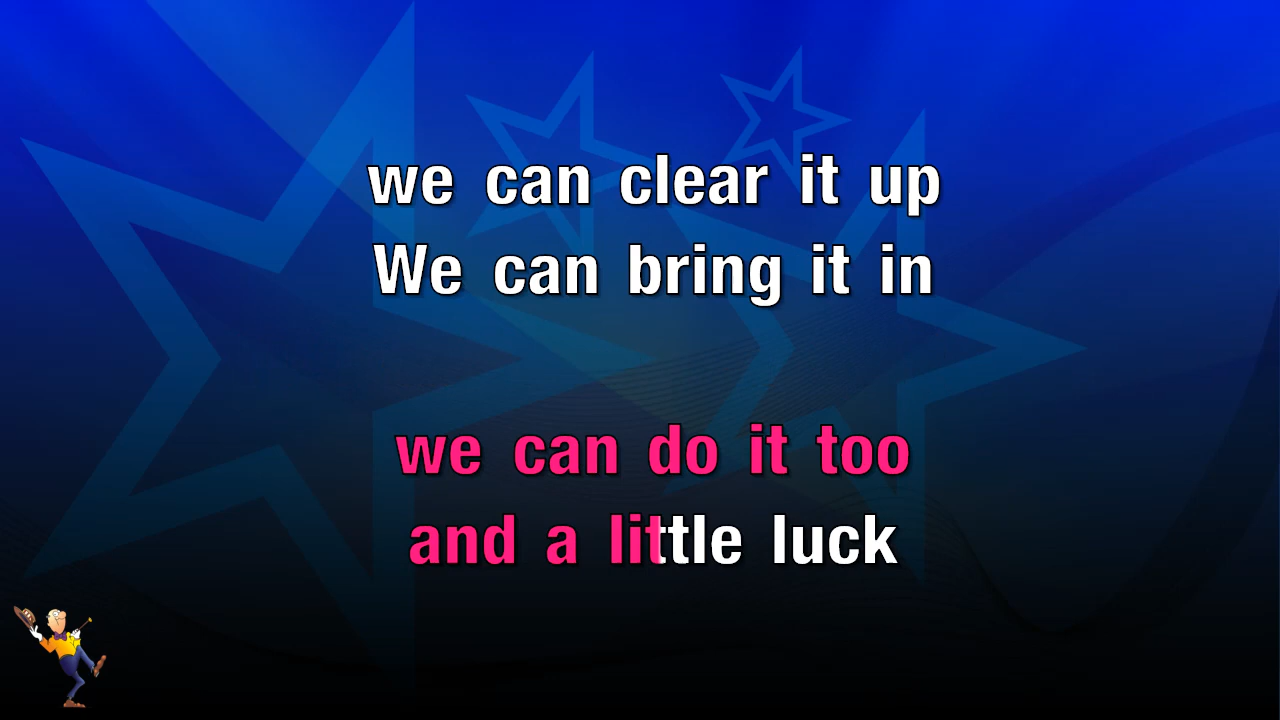 we can clear it up
We can bring it in
we can do it too
and a little luck